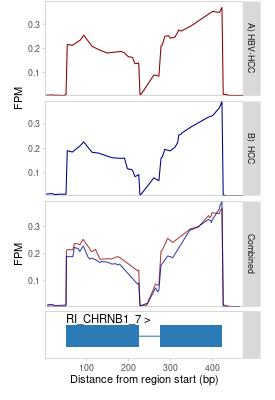 0.3
0.2
0.1
A) HBV-HCC
FPM
0.3
0.2
0.1
B) HCC
0.3
0.2
0.1
Combined
FPM
RI_CHRNB1_7 >
100 200 300 400
Distance from region start (bp)